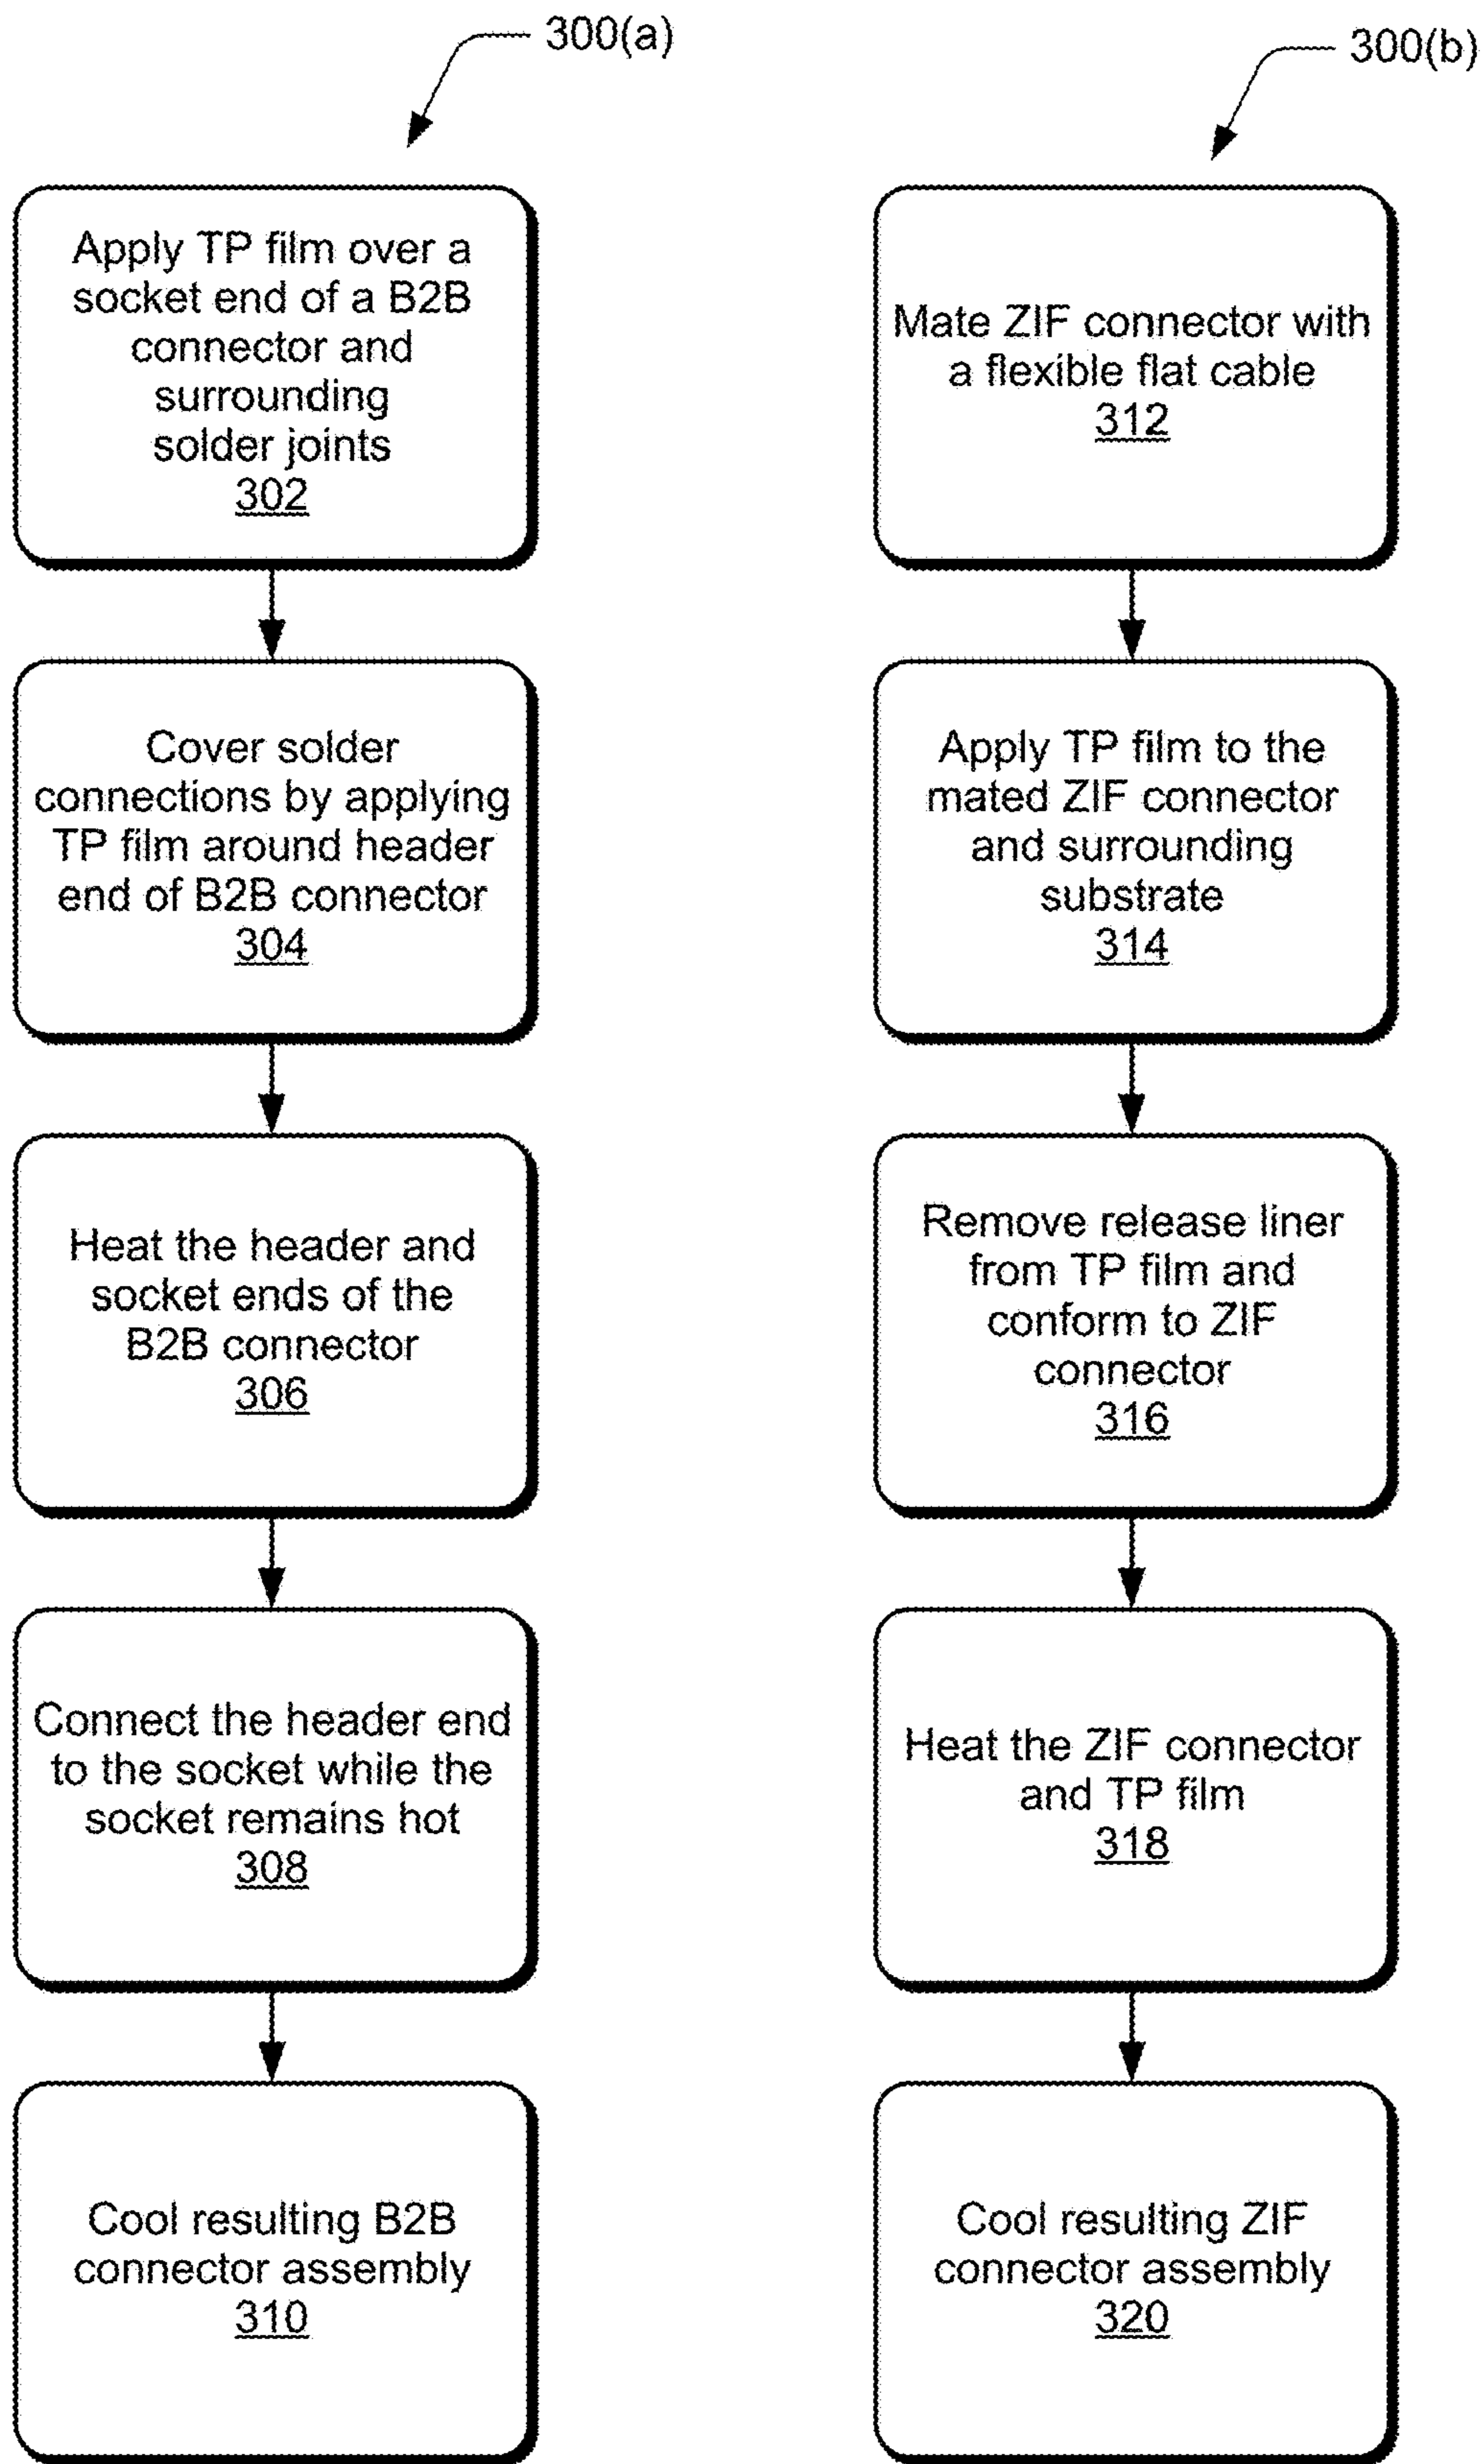 300(a)
Apply TP film over a
socket end of a B2B
connector and
surrounding
solder joints
302
Cover solder
connections by applying
TP film around header
end of B2B connector
304
Heat the header and
socket ends of the
B2B connector
306
Connect the header end
to the socket while the
socket remains hot
308
Cool resulting B2B
connector assembly
310
300(b)
Mate ZIF connector with
a flexible flat cable
312
Apply TP film to the
mated ZIF connector
and surrounding
substrate
314
Remove release liner
from TP film and
conform to ZIF
connector
316
Heat the ZIF connector
and TP film
318
Cool resulting ZIF
connector assembly
320